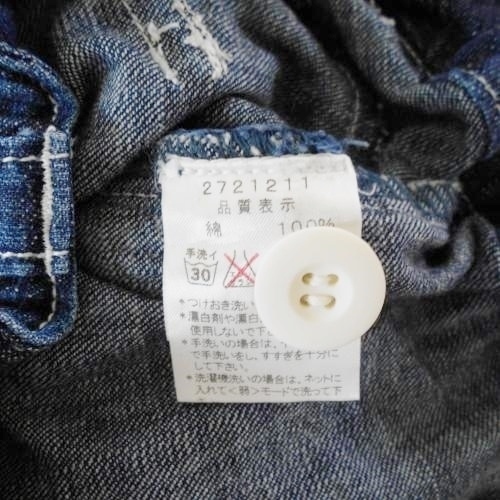 2721211
品質表示
綿 100%
手洗イ
30
*つけおき洗い
*漂白剤や漂白
使用しないで下さ
*手洗いの場合は、
で手洗いをし、すすぎを十分に
して下さい。
*洗濯機洗いの場合は、ネットに
入れて<弱>モードで洗って下